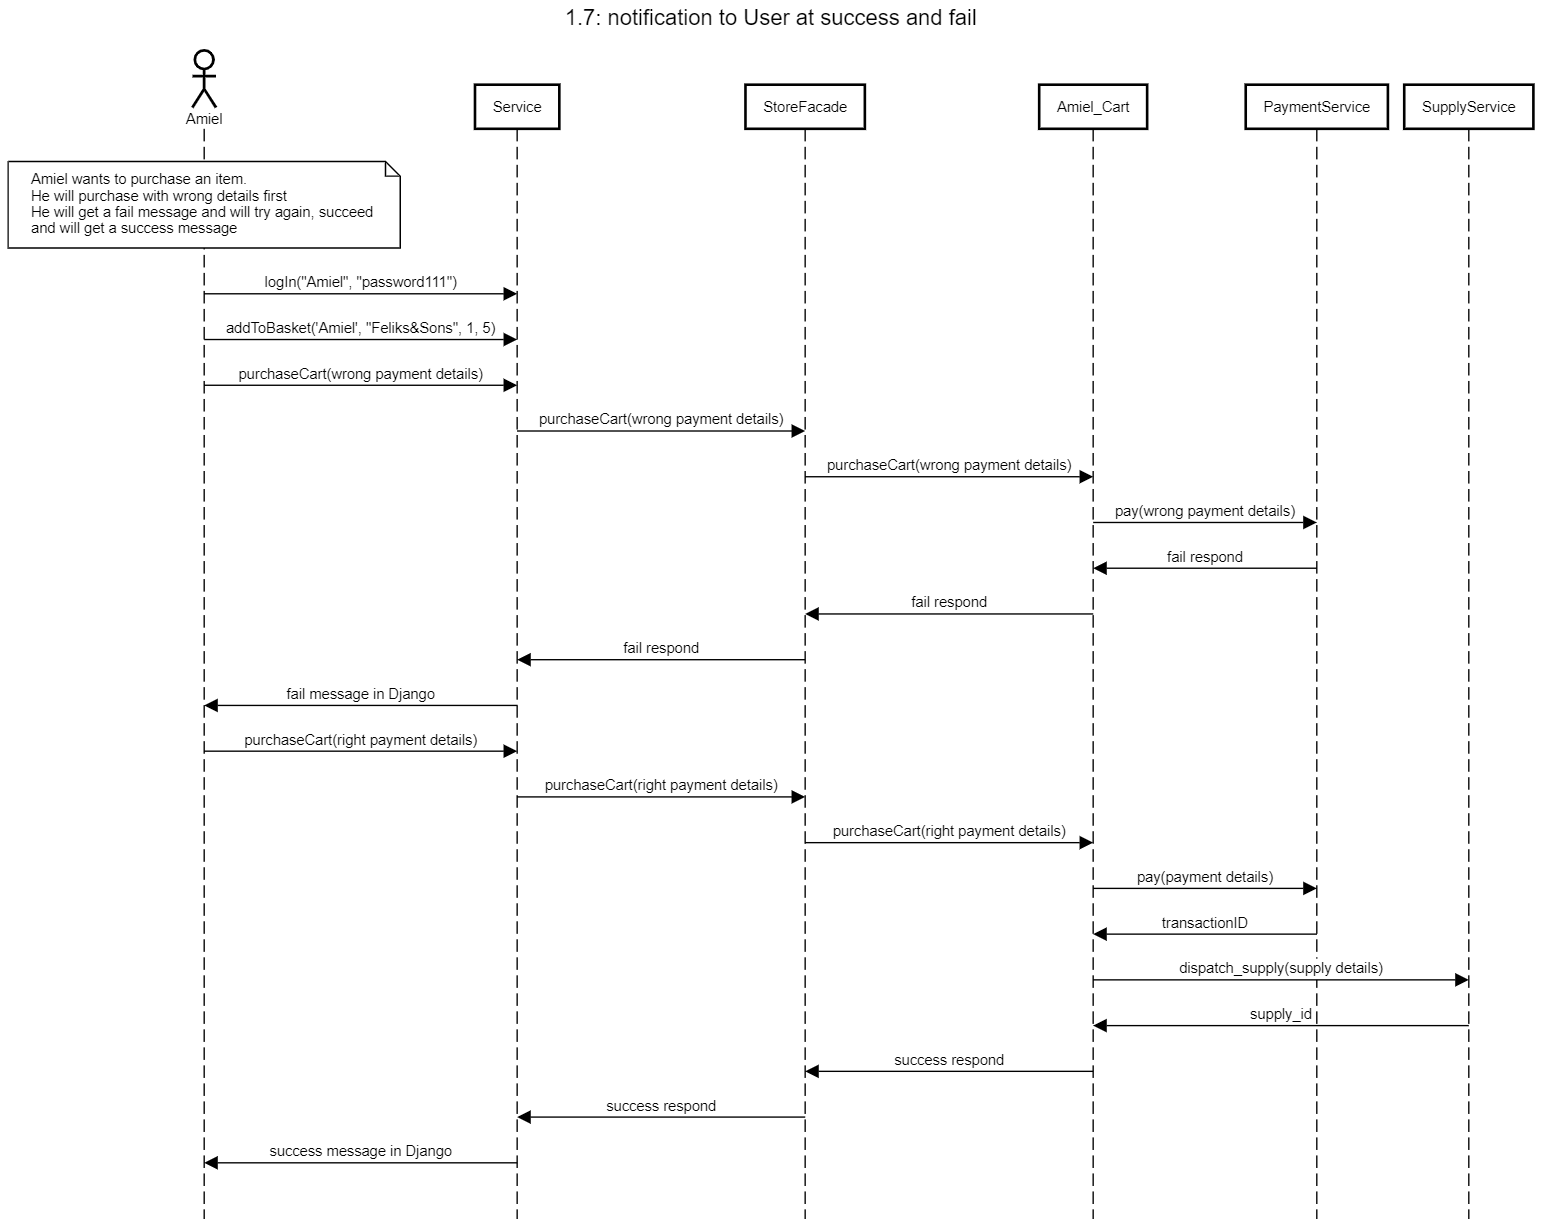 1.7: notification to User at success and fail
Amiel
Service
StoreFacade
Amiel_Cart
PaymentService
SupplyService
Amiel wants to purchase an item.
He will purchase with wrong details first
He will get a fail message and will try again, succeed
and will get a success message
logIn("Amiel", "password111")
addToBasket('Amiel', "Feliks&Sons", 1, 5)
purchaseCart(wrong payment details)
purchaseCart(wrong payment details)
purchaseCart(wrong payment details)
pay(wrong payment details)
fail respond
fail respond
fail respond
fail message in Django
purchaseCart(right payment details)
purchaseCart(right payment details)
purchaseCart(right payment details)
pay(payment details)
transactionID
dispatch_supply(supply details)
supply_id
success respond
success respond
success message in Django